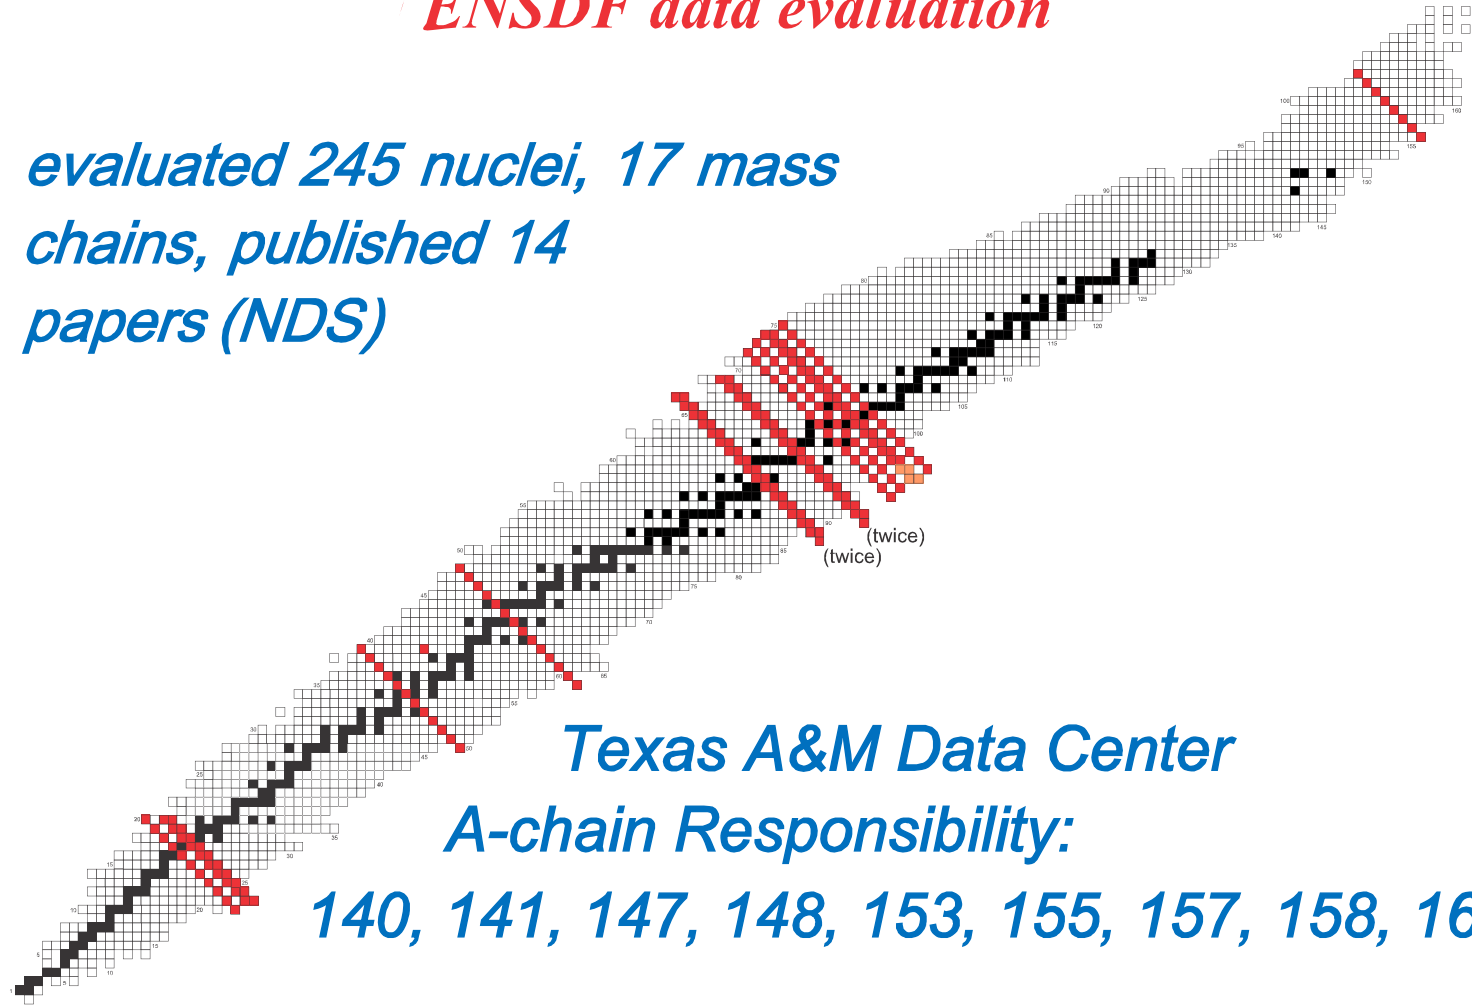 ENSDF data evaluation
evaluated 245 nuclei, 17 mass
chains, published 14
papers (NDS)
(twice)
(twice)
Texas A&M Data Center
A-chain Responsibility:
140, 141, 147, 148, 153, 155, 157, 158, 16